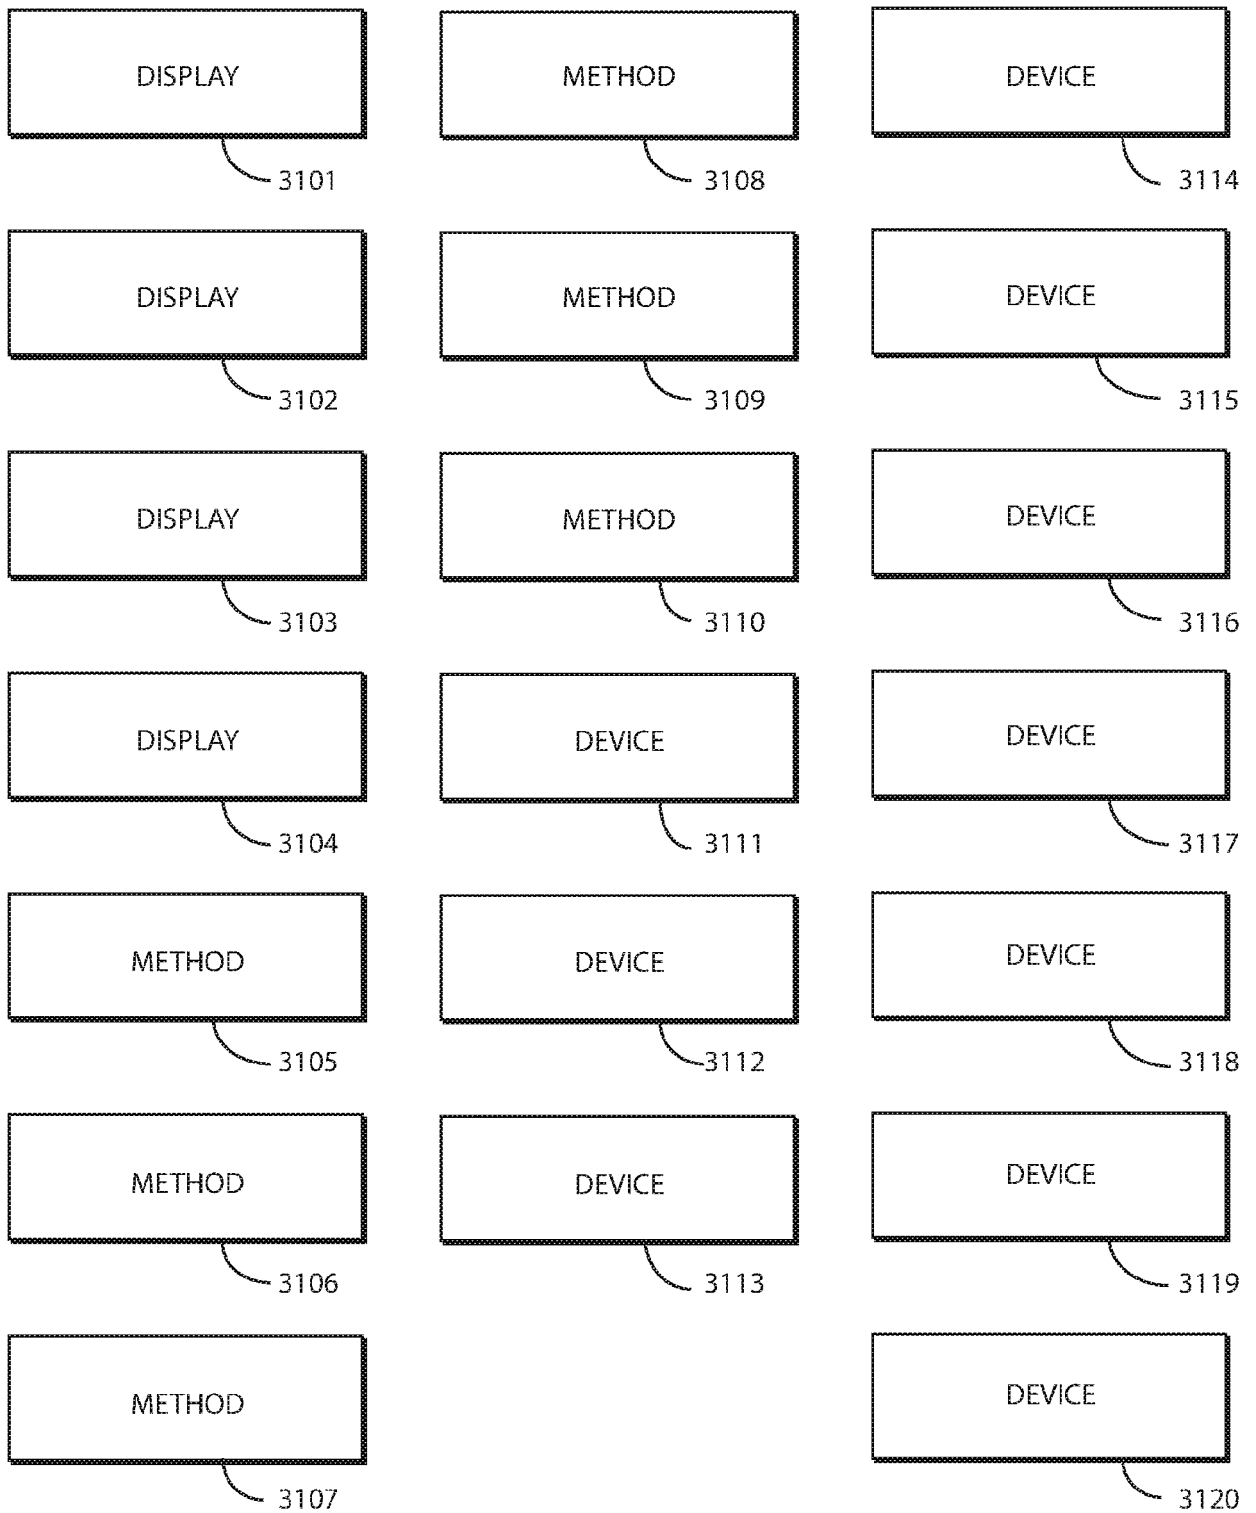 DISPLAY
3101
DISPLAY
3102
DISPLAY
3103
DISPLAY
3104
METHOD
3105
METHOD
3106
METHOD
3107
METHOD
3108
METHOD
3109
METHOD
3110
DEVICE
3111
DEVICE
3112
DEVICE
3113
DEVICE
3114
DEVICE
3115
DEVICE
3116
DEVICE
3117
DEVICE
3118
DEVICE
3119
DEVICE
3120